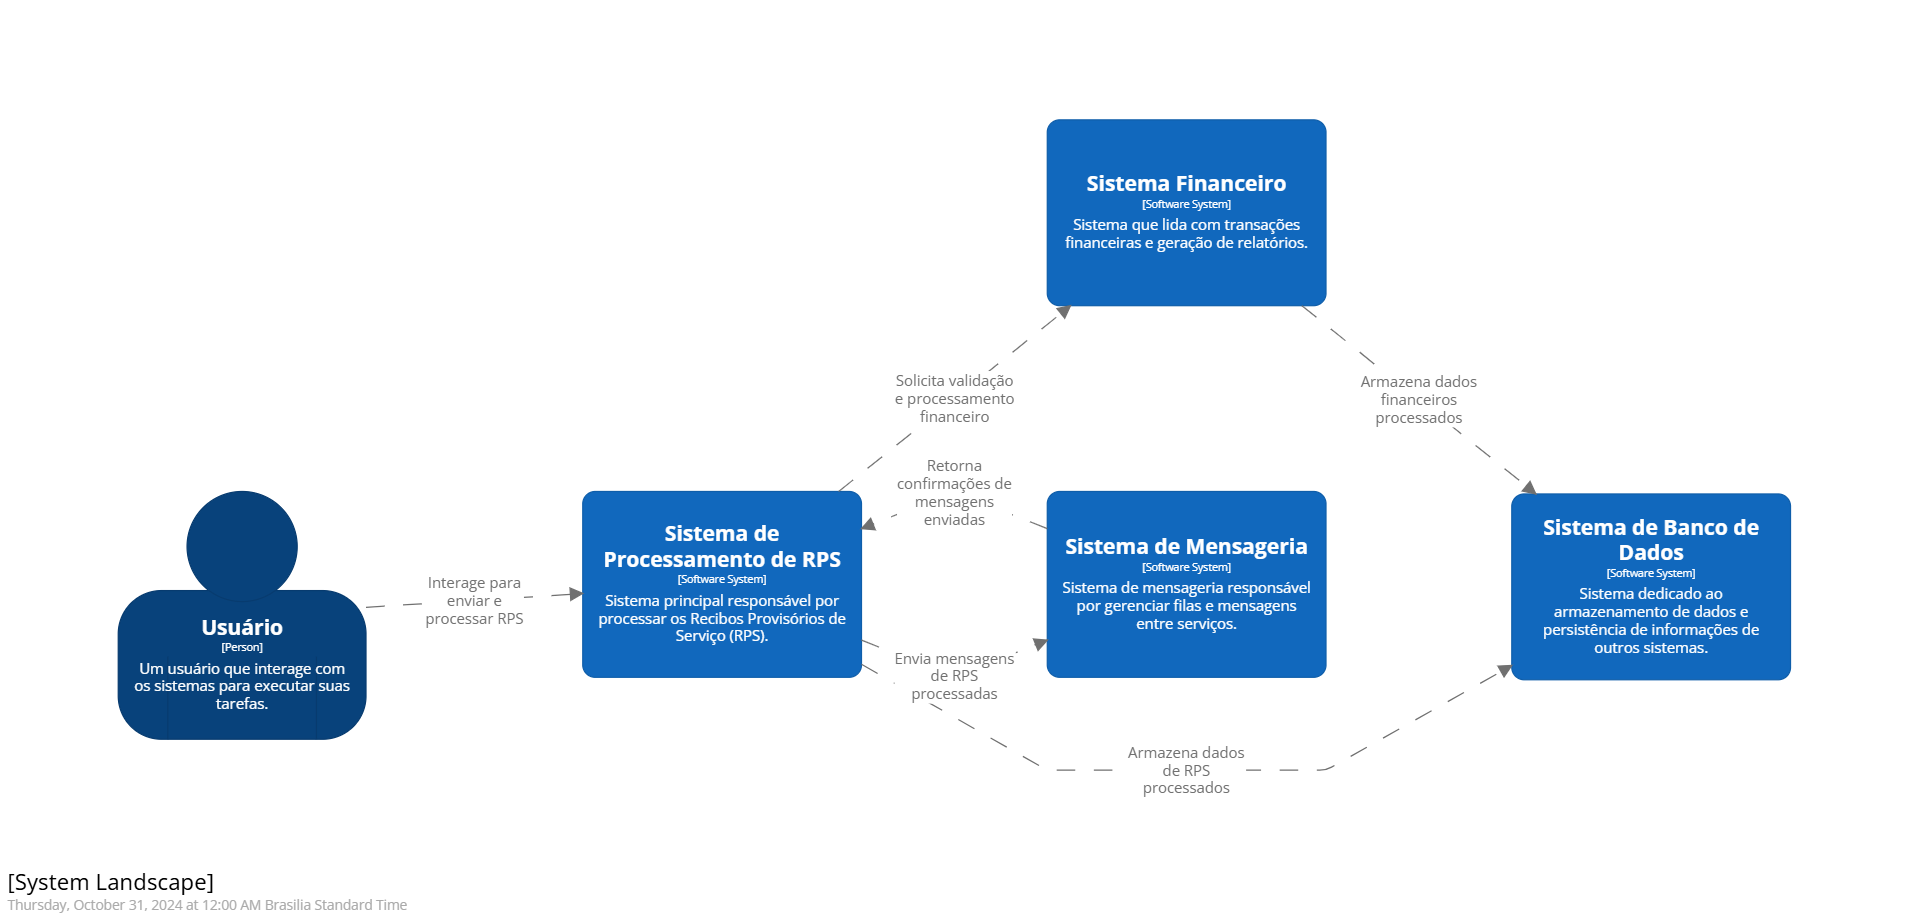 Sistema Financeiro
[Software System]
Sistema que lida com transações
financeiras e geração de relatórios.
Solicita validação
e processamento
financeiro
Armazena dados
financeiros
processados
Retorna
confirmações de
mensagens
enviadas
Usuário
[Person]
Um usuário que interage com
os sistemas para executar suas
tarefas.
Interage para
enviar e
processar RPS
Sistema de
Processamento de RPS
[Software System]
Sistema principal responsável por
processar os Recibos Provisórios de
Serviço (RPS).
Sistema de Mensageria
[Software System]
Sistema de mensageria responsável
por gerenciar filas e mensagens
entre serviços.
Sistema de Banco de
Dados
[Software System]
Sistema dedicado ao
armazenamento de dados e
persistência de informações de
outros sistemas.
Envia mensagens
de RPS
processadas
Armazena dados
de RPS
processados
[System Landscape]
Thursday, October 31, 2024 at 12:00 AM Brasilia Standard Time